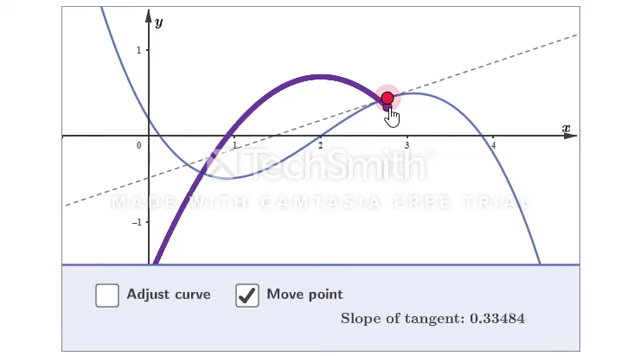 y
1
x
0
1
2
3
4
TechSmith®
MADE WITH CAMTASIA FREE TRIAL
−1
Adjust curve
Move point
Slope of tangent: 0.33484